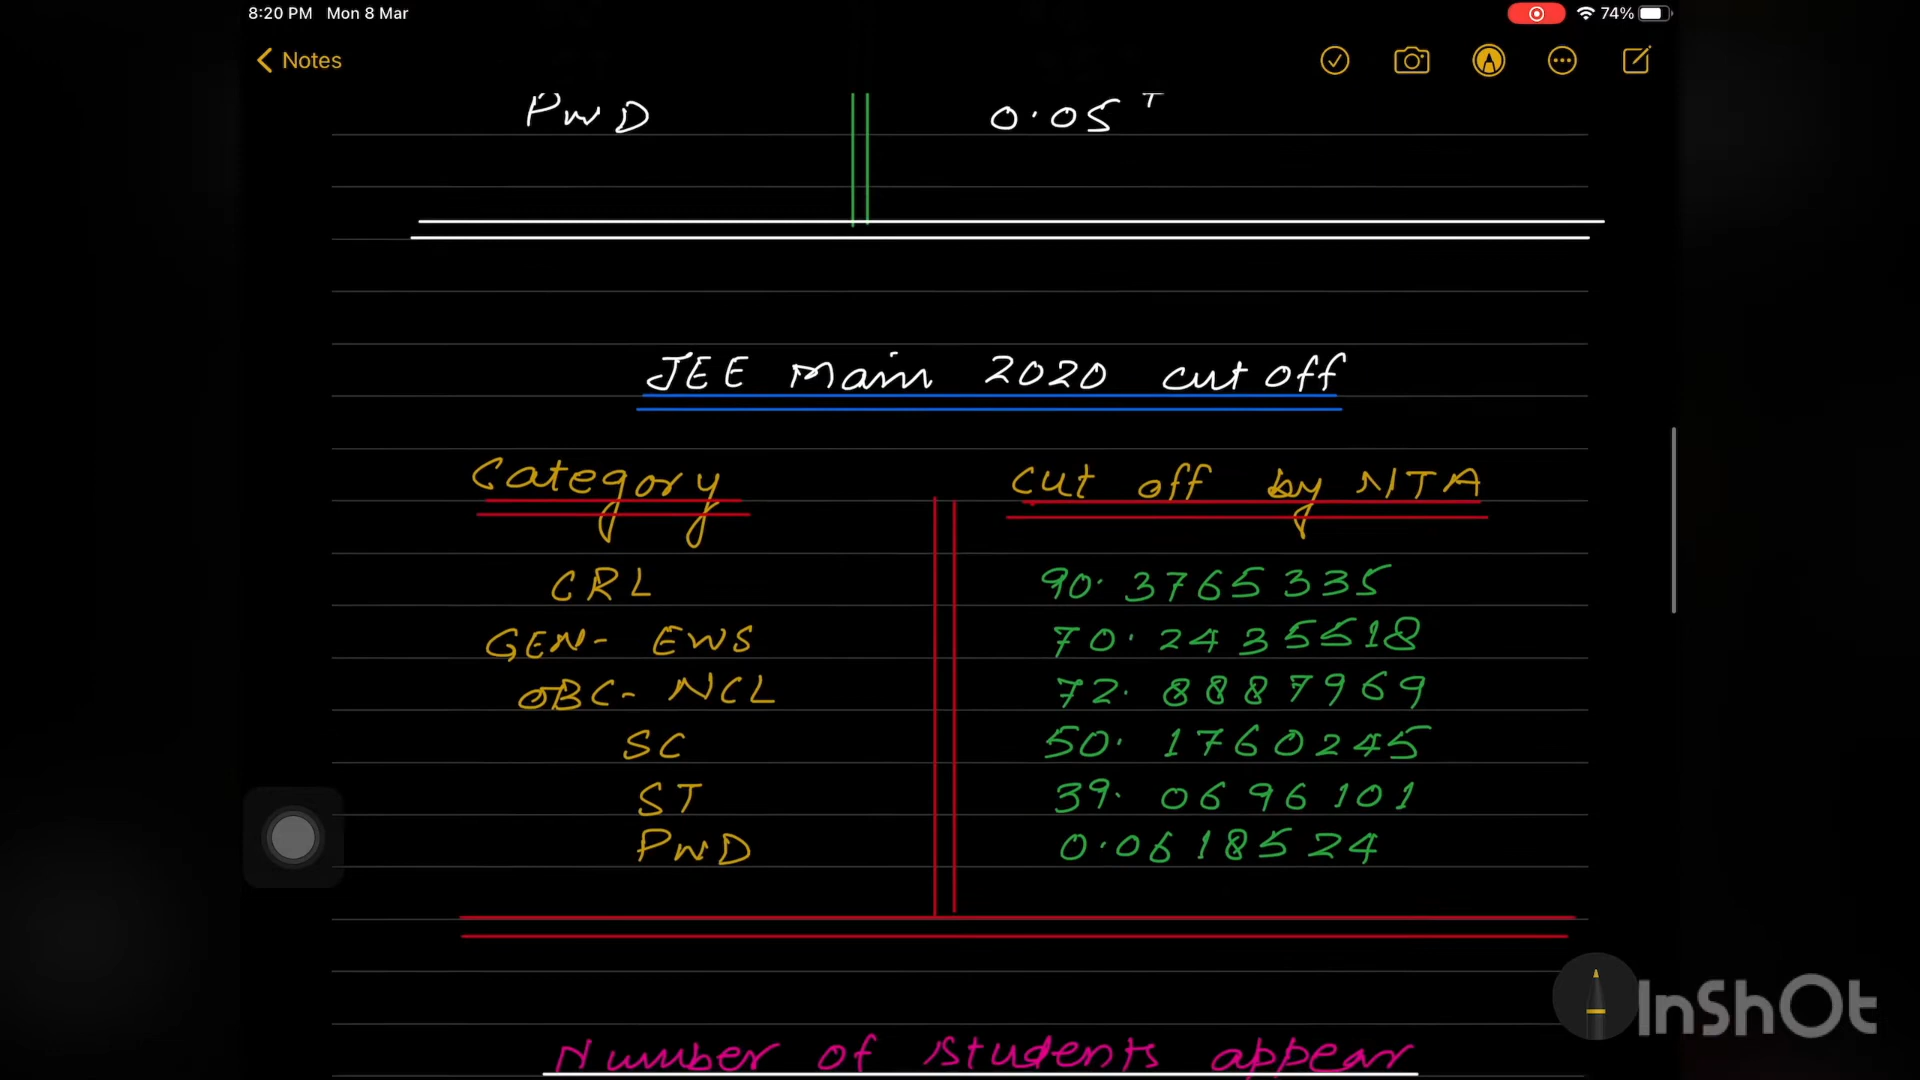 8:20 PM Mon 8 Mar 74%
Notes
PwD 0.05
JEE Main 2020 cut off
Category cut off by NTA
CRL 90.3765335
GEN- EWS 70.2435518
OBC- NCL 72.8887969
SC 50.1760245
ST 39.0696101
PwD 0.0618524
Number of students appear
InShOt